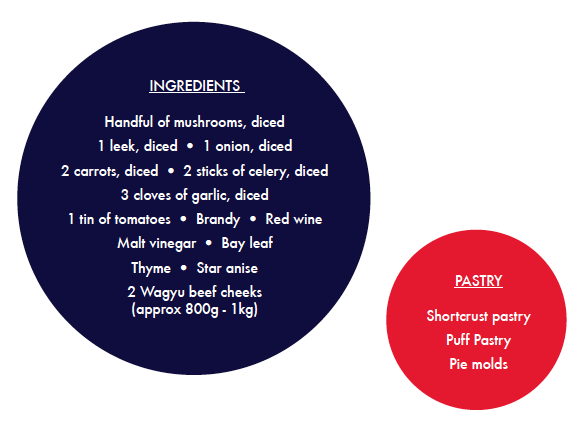 INGREDIENTS
Handful of mushrooms, diced
1 leek, diced • 1 onion, diced
2 carrots, diced • 2 sticks of celery, diced
3 cloves of garlic, diced
1 tin of tomatoes • Brandy • Red wine
Malt vinegar • Bay leaf
Thyme • Star anise
2 Wagyu beef cheeks
(approx 800g - 1kg)
PASTRY
Shortcrust pastry
Puff Pastry
Pie molds